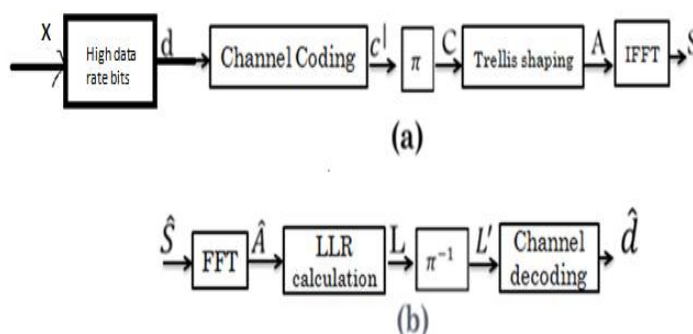 X High data rate bits d Channel Coding c| π C Trellis shaping A IFFT S
(a)
Ŝ FFT Â LLR calculation L π⁻¹ L′ Channel decoding d̂
(b)